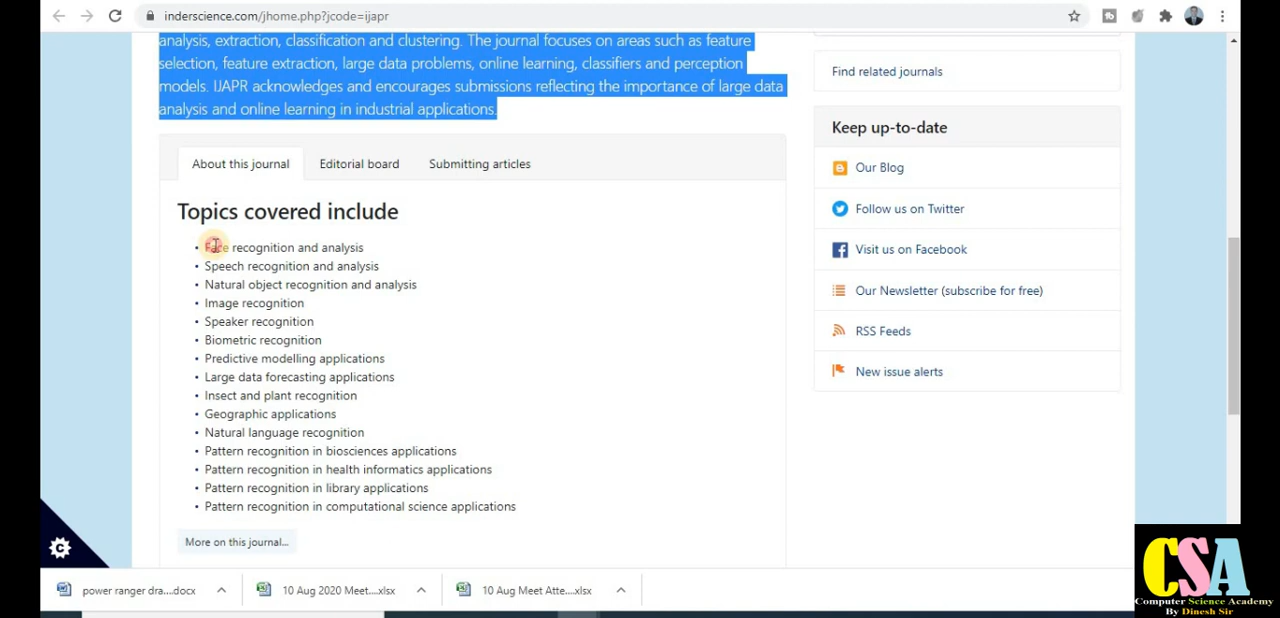 inderscience.com/jhome.php?jcode=ijapr
analysis, extraction, classification and clustering. The journal focuses on areas such as feature
selection, feature extraction, large data problems, online learning, classifiers and perception
models. IJAPR acknowledges and encourages submissions reflecting the importance of large data
analysis and online learning in industrial applications.
About this journal
Editorial board
Submitting articles
Topics covered include
• Face recognition and analysis
• Speech recognition and analysis
• Natural object recognition and analysis
• Image recognition
• Speaker recognition
• Biometric recognition
• Predictive modelling applications
• Large data forecasting applications
• Insect and plant recognition
• Geographic applications
• Natural language recognition
• Pattern recognition in biosciences applications
• Pattern recognition in health informatics applications
• Pattern recognition in library applications
• Pattern recognition in computational science applications
More on this journal...
Find related journals
Keep up-to-date
Our Blog
Follow us on Twitter
Visit us on Facebook
Our Newsletter (subscribe for free)
RSS Feeds
New issue alerts
power ranger dra....docx
10 Aug 2020 Meet....xlsx
10 Aug Meet Atte....xlsx
CSA
Computer Science Academy
By Dinesh Sir